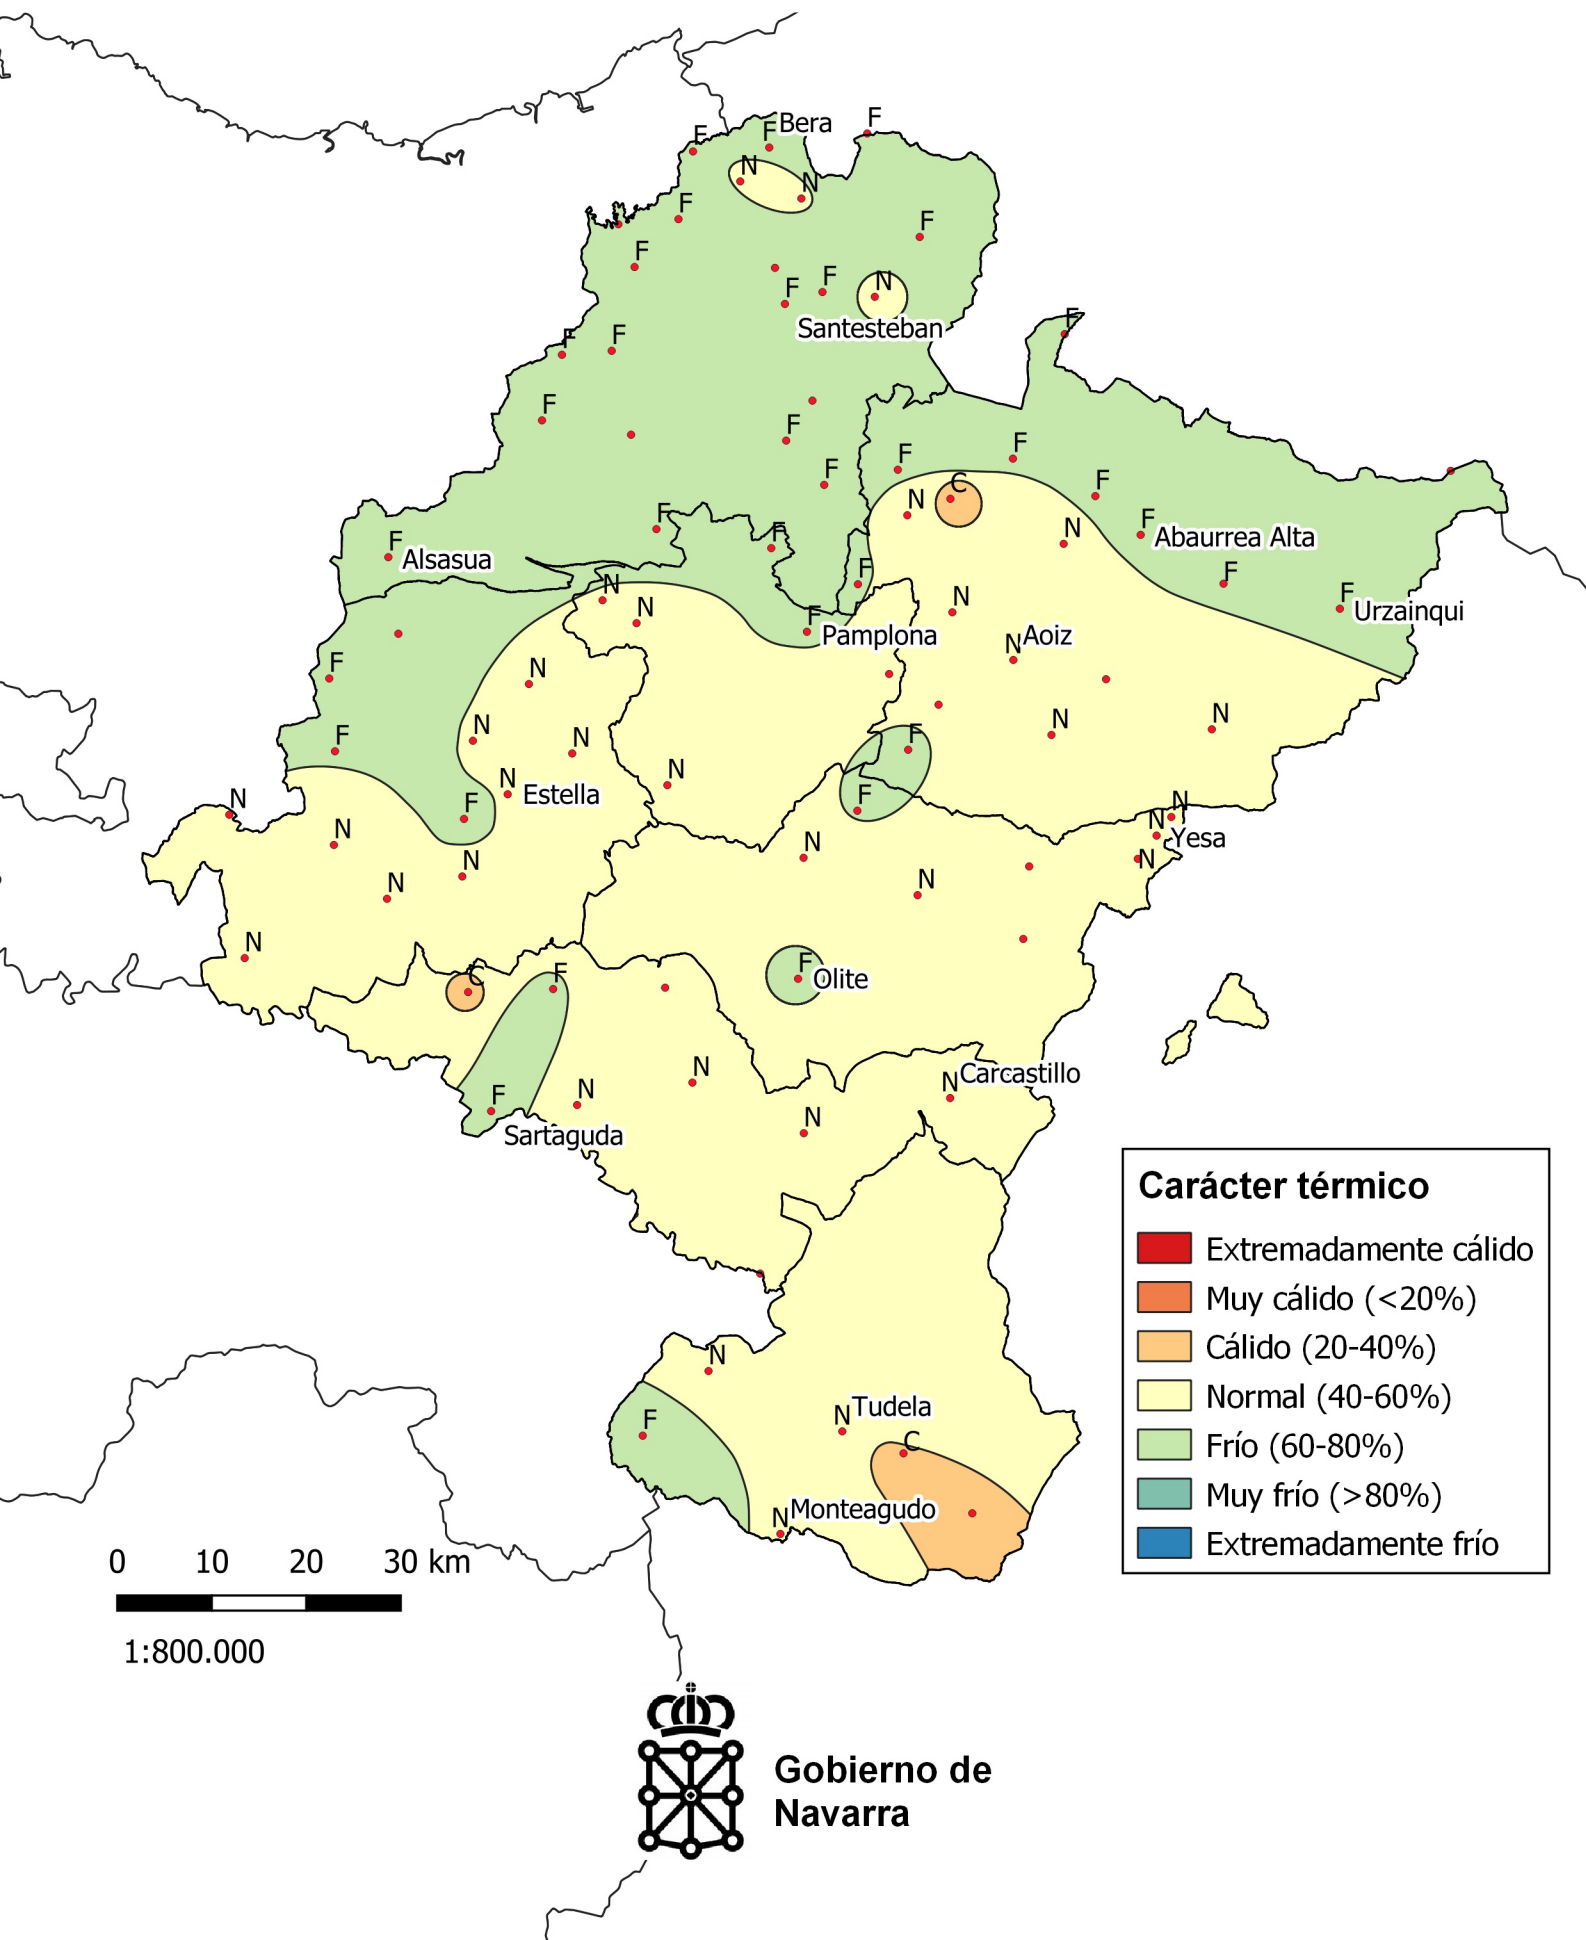 F
Bera
F
F
N
N
F
F
F
F
F
N
Santesteban
F
F
F
F
F
F
F
F
F
C
N
F
N
F
Abaurrea Alta
F
F
F
Alsasua
F
F
Urzainqui
N
N
N
F
Pamplona
N
Aoiz
F
N
N
N
N
N
F
F
N
N
Estella
F
F
N
N
N
Yesa
N
N
N
N
N
N
N
C
F
F
Olite
N
N
Carcastillo
F
N
N
Sartaguda
N
F
N
Tudela
C
N
Monteagudo
Carácter térmico
Extremadamente cálido
Muy cálido (<20%)
Cálido (20-40%)
Normal (40-60%)
Frío (60-80%)
Muy frío (>80%)
Extremadamente frío
0 10 20 30 km
1:800.000
Gobierno de
Navarra